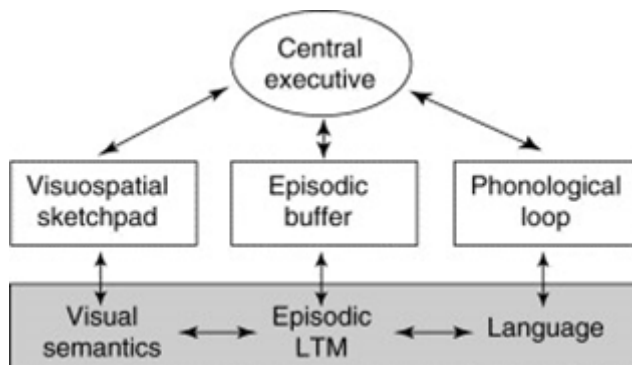 Central
executive
Visuospatial
sketchpad
Episodic
buffer
Phonological
loop
Visual
semantics
Episodic
LTM
Language